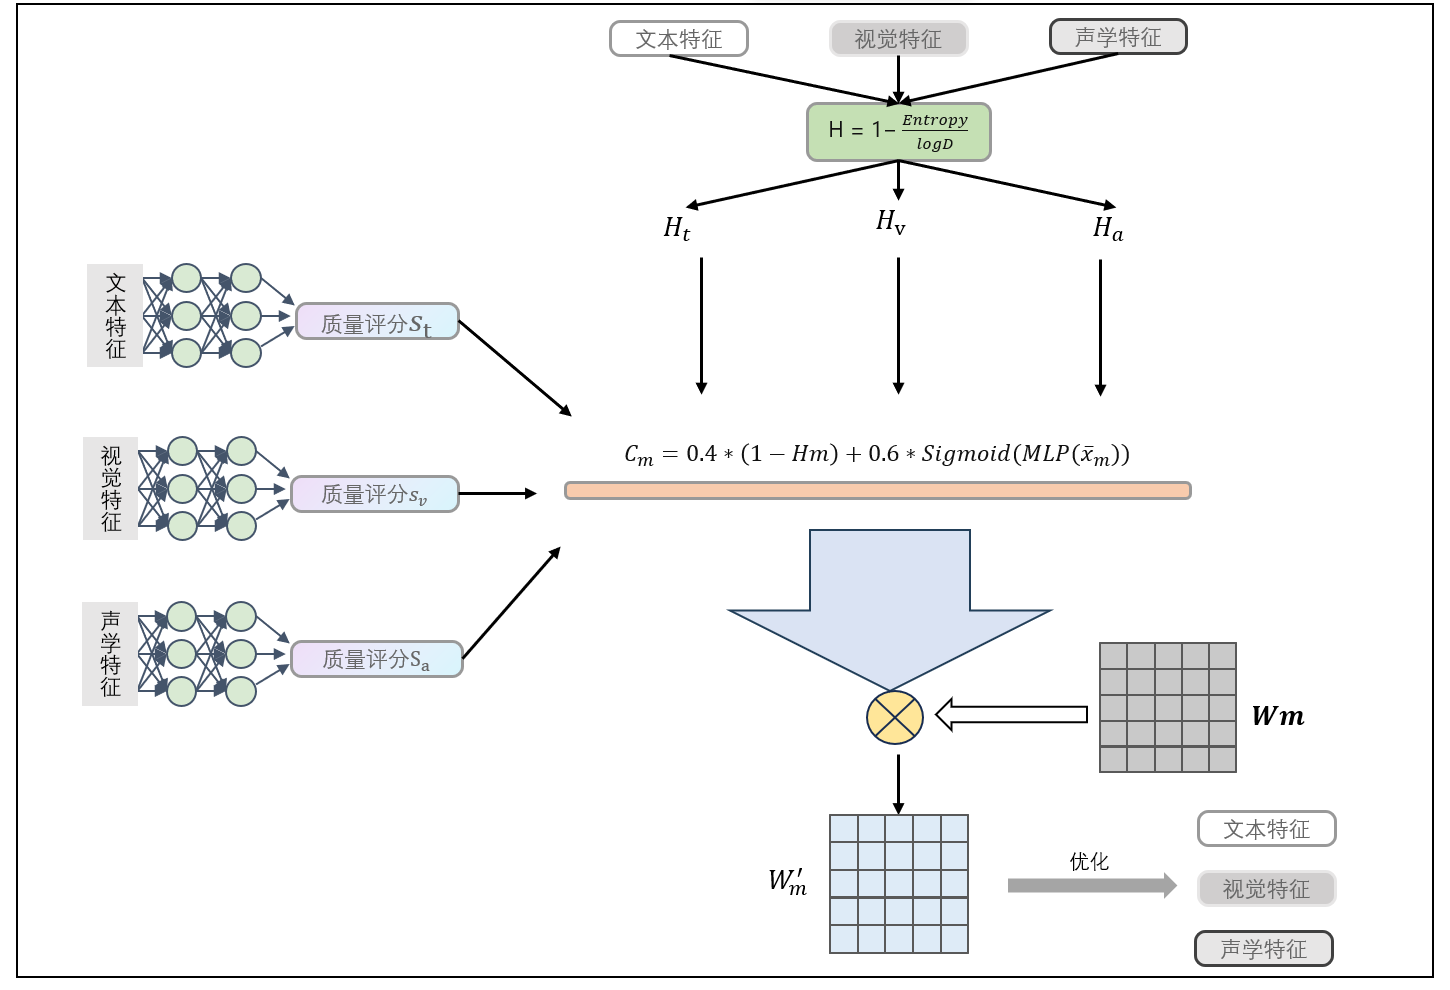 文本特征
视觉特征
声学特征
H = 1− Entropy/logD
H_t
H_v
H_a
文本特征
质量评分s_t
C_m = 0.4 ∗ (1 − Hm) + 0.6 ∗ Sigmoid(MLP(x̄_m))
视觉特征
质量评分s_v
声学特征
质量评分S_a
Wm
W′_m
优化
文本特征
视觉特征
声学特征